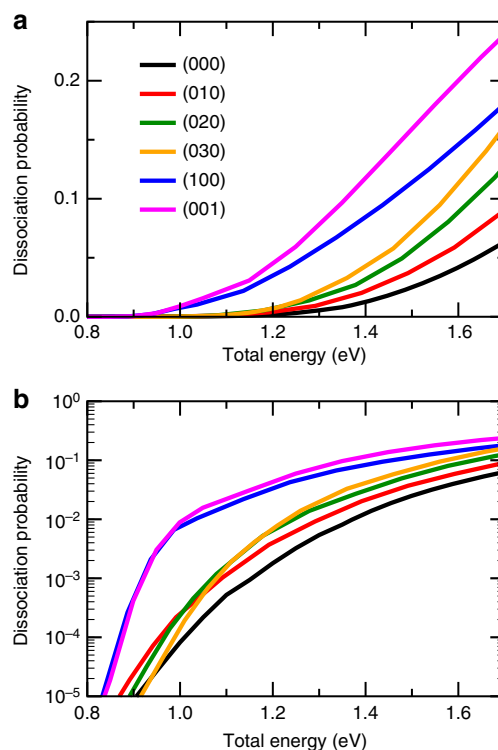 a
Dissociation probability
0.2
0.1
0.0
(000)
(010)
(020)
(030)
(100)
(001)
0.8 1.0 1.2 1.4 1.6
Total energy (eV)
b
Dissociation probability
10⁰
10⁻¹
10⁻²
10⁻³
10⁻⁴
10⁻⁵
0.8 1.0 1.2 1.4 1.6
Total energy (eV)